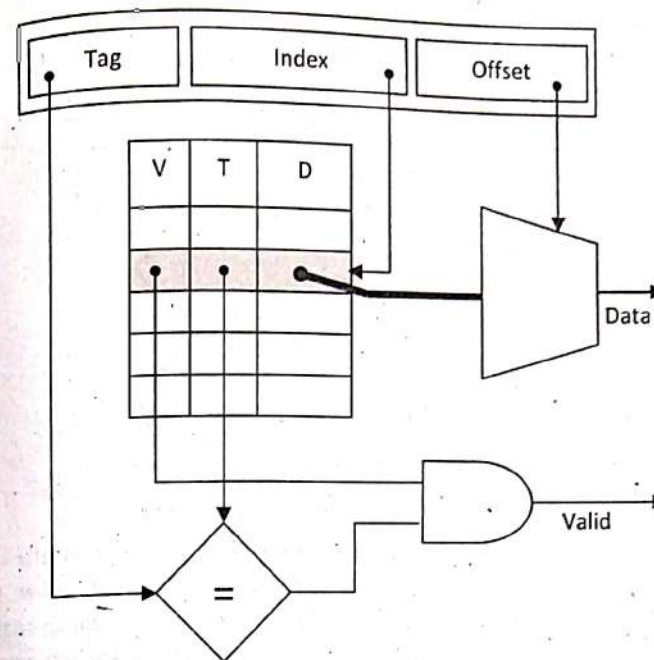 Tag Index Offset
V T D
Data
Valid
=